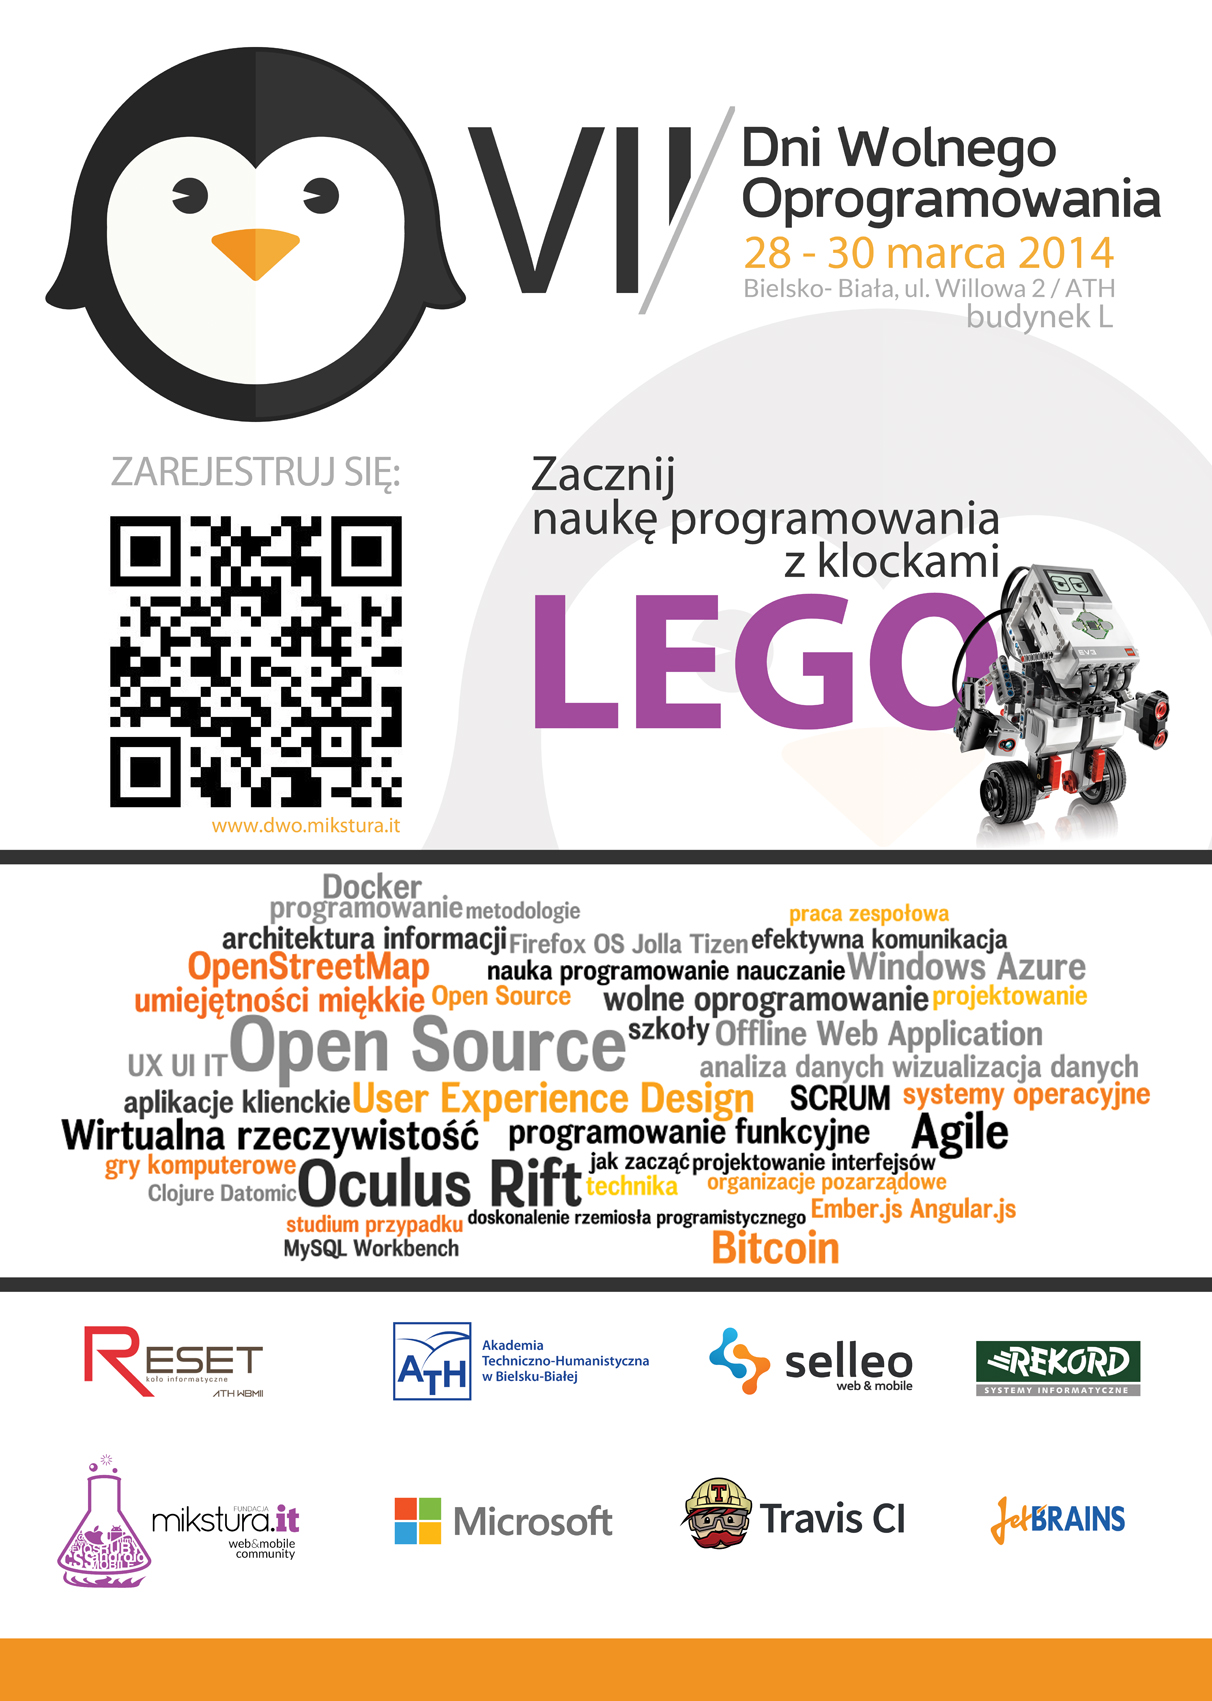 VII
Dni Wolnego
Oprogramowania
28 - 30 marca 2014
Bielsko- Biała, ul. Willowa 2 / ATH
budynek L
ZAREJESTRUJ SIĘ:
www.dwo.mikstura.it
Zacznij
naukę programowania
z klockami
LEGO
EV3
Docker
programowanie metodologie
praca zespołowa
architektura informacji Firefox OS Jolla Tizen efektywna komunikacja
OpenStreetMap nauka programowanie nauczanie Windows Azure
umiejętności miękkie Open Source wolne oprogramowanie projektowanie
Open Source szkoły Offline Web Application
UX UI IT analiza danych wizualizacja danych
aplikacje klienckie User Experience Design SCRUM systemy operacyjne
Wirtualna rzeczywistość programowanie funkcyjne Agile
gry komputerowe Oculus Rift jak zacząć projektowanie interfejsów
Clojure Datomic technika organizacje pozarządowe
studium przypadku doskonalenie rzemiosła programistycznego Ember.js Angular.js
MySQL Workbench Bitcoin
RESET
koło informatyczne
ATH WBMiI
ATH
Akademia
Techniczno-Humanistyczna
w Bielsku-Białej
selleo
web & mobile
REKORD
SYSTEMY INFORMATYCZNE
FUNDACJA
mikstura.it
web&mobile
community
Microsoft
T
Travis CI
JetBRAINS